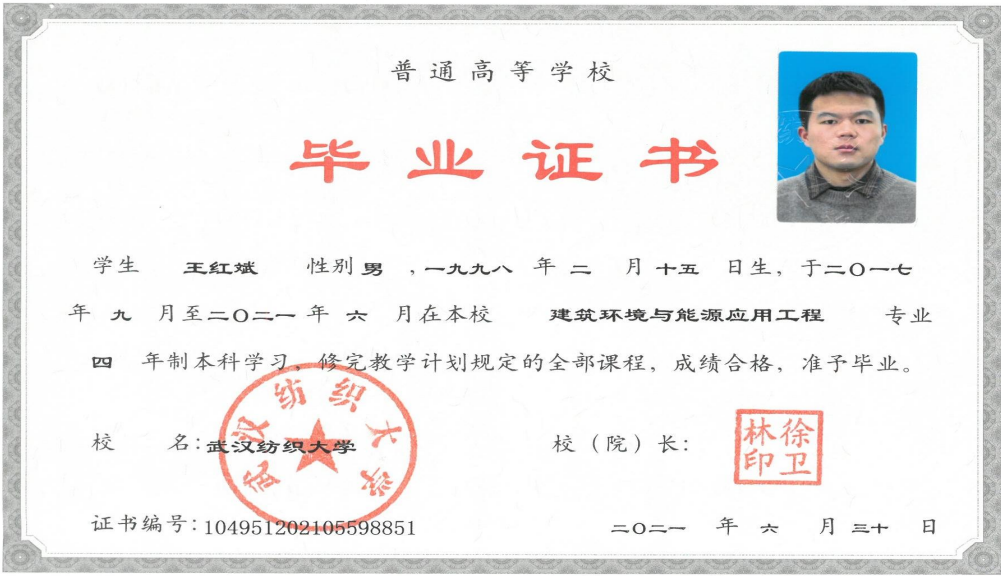 普通高等学校
毕业证书
学生 王红斌 性别 男 ,一九九八 年 二 月 十五 日生，于二〇一七
年 九 月至二〇二一 年 六 月在本校 建筑环境与能源应用工程 专业
四 年制本科学习，修完教学计划规定的全部课程，成绩合格，准予毕业。
校 名:武汉纺织大学 校（院）长:
武汉纺织大学
徐卫林印
证书编号:104951202105598851 二〇二一 年 六 月 三十 日